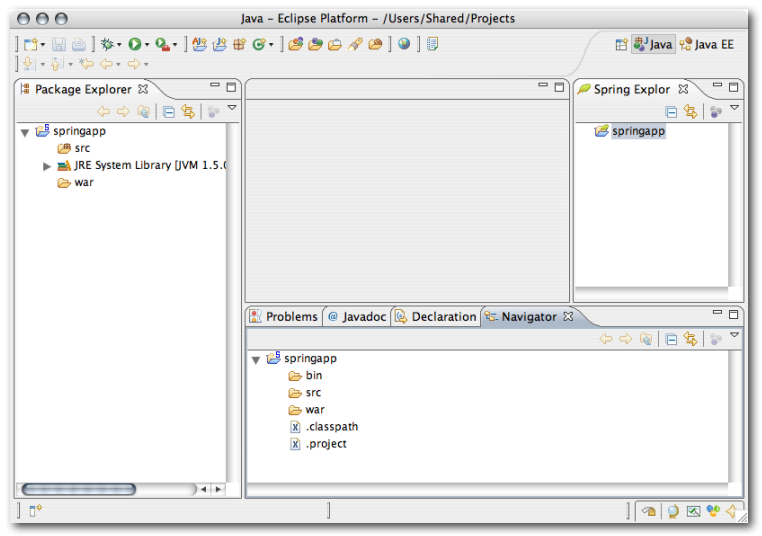 Java – Eclipse Platform – /Users/Shared/Projects
Java
Java EE
Package Explorer
springapp
src
JRE System Library [JVM 1.5.0
war
Spring Explor
springapp
Problems
@ Javadoc
Declaration
Navigator
springapp
bin
src
war
.classpath
.project